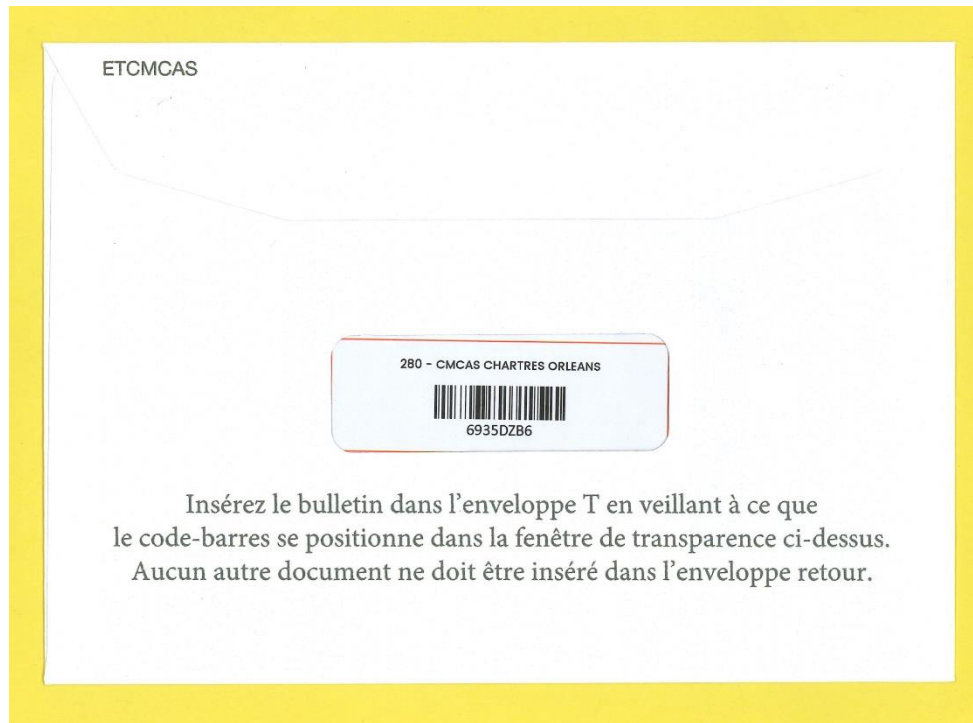 ETCMCAS
280 - CMCAS CHARTRES ORLEANS
6935DZB6
Insérez le bulletin dans l'enveloppe T en veillant à ce que
le code-barres se positionne dans la fenêtre de transparence ci-dessus.
Aucun autre document ne doit être inséré dans l'enveloppe retour.